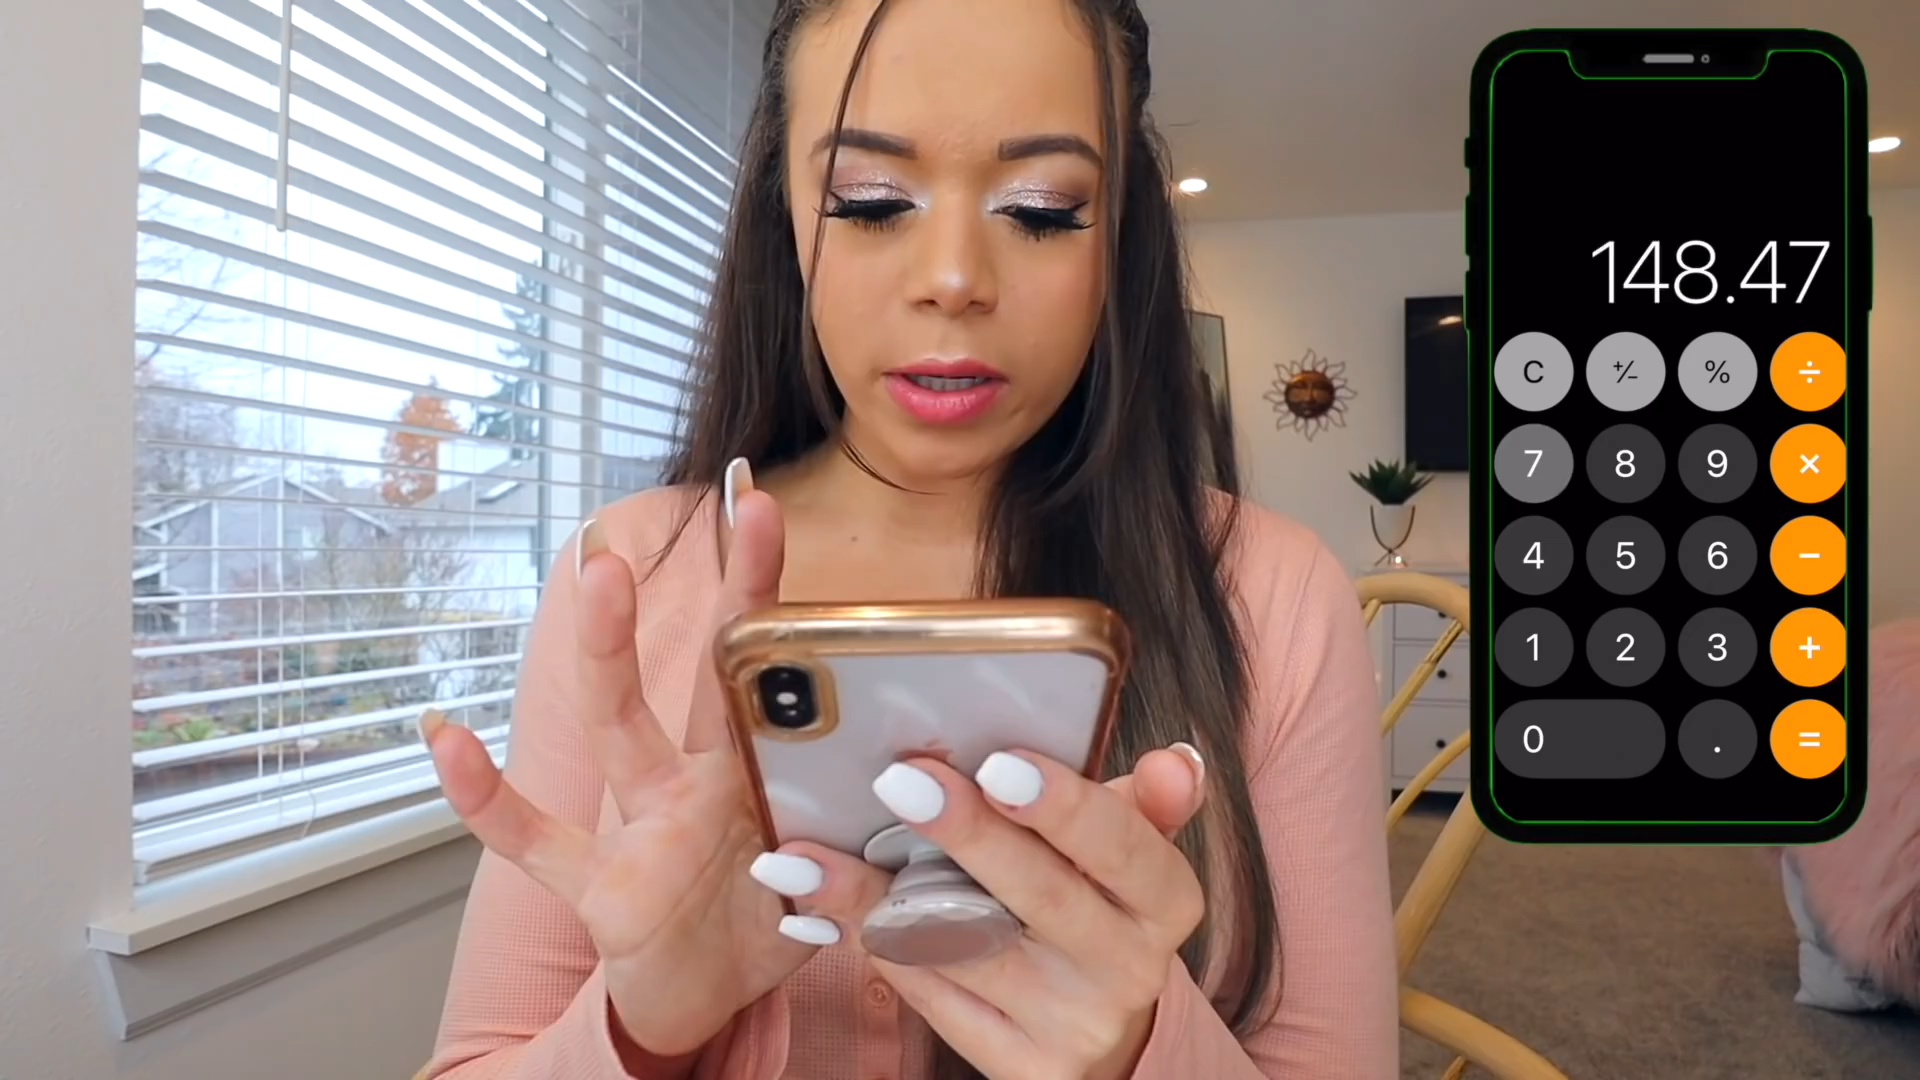 148.47
C +/- % ÷
7 8 9 ×
4 5 6 −
1 2 3 +
0 . =